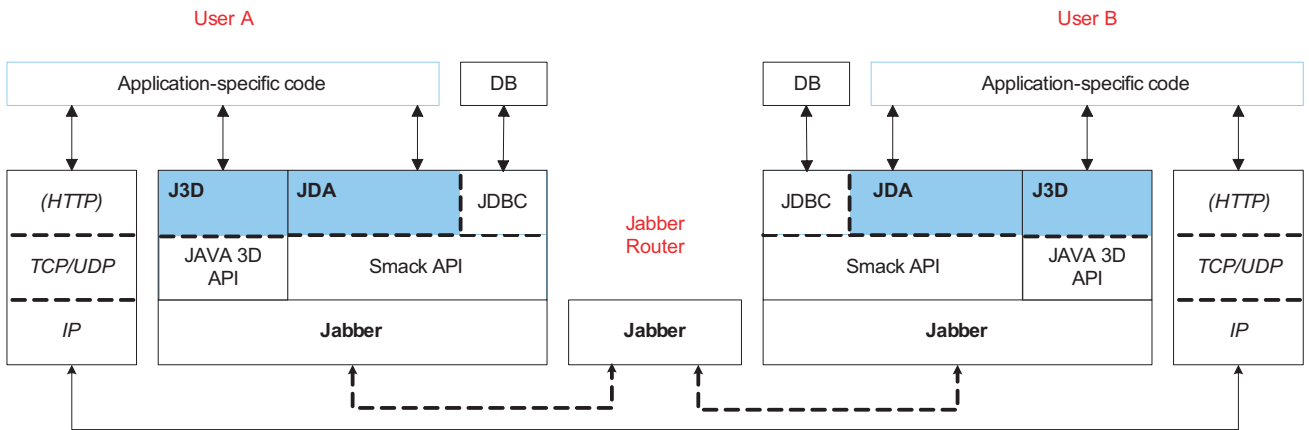 User A
User B
Application-specific code
DB
DB
Application-specific code
(HTTP)
J3D
JDA
JDBC
JDBC
JDA
J3D
(HTTP)
Jabber
Router
TCP/UDP
JAVA 3D
API
Smack API
Smack API
JAVA 3D
API
TCP/UDP
IP
Jabber
Jabber
Jabber
IP